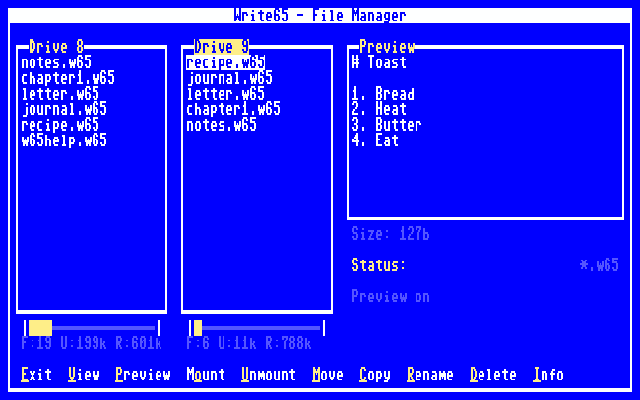 Write65 - File Manager
Drive 8
notes.w65
chapter1.w65
letter.w65
journal.w65
recipe.w65
w65help.w65
F:19 U:199k R:601k
Drive 9
recipe.w65
journal.w65
letter.w65
chapter1.w65
notes.w65
F:6 U:11k R:788k
Preview
# Toast
1. Bread
2. Heat
3. Butter
4. Eat
Size: 127b
Status: *.w65
Preview on
Exit View Preview Mount Unmount Move Copy Rename Delete Info